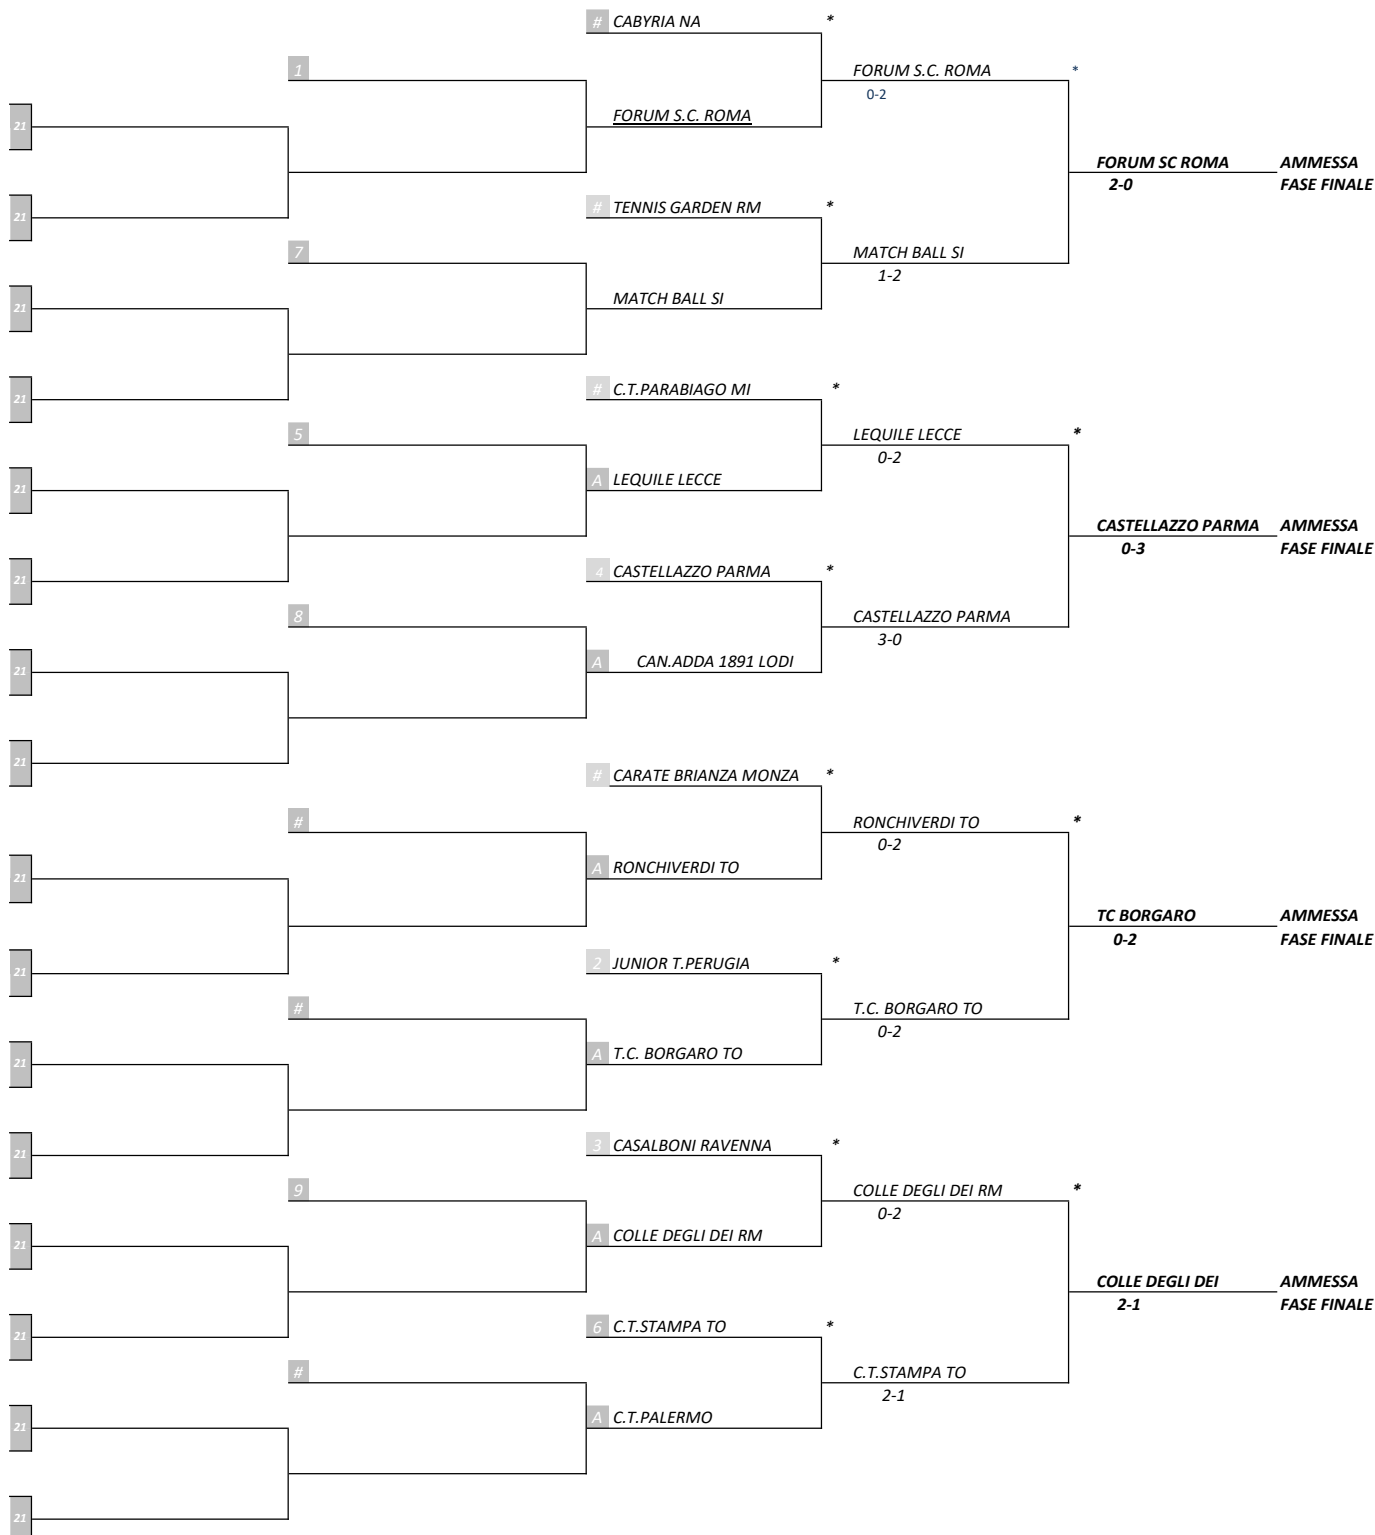 # CABYRIA NA *
1 FORUM S.C. ROMA *
0-2
21 FORUM S.C. ROMA
FORUM SC ROMA AMMESSA
2-0 FASE FINALE
21 # TENNIS GARDEN RM *
7 MATCH BALL SI
1-2
21 MATCH BALL SI
21 # C.T.PARABIAGO MI *
5 LEQUILE LECCE *
0-2
21 A LEQUILE LECCE
CASTELLAZZO PARMA AMMESSA
0-3 FASE FINALE
21 4 CASTELLAZZO PARMA *
8 CASTELLAZZO PARMA
3-0
21 A CAN.ADDA 1891 LODI
21 # CARATE BRIANZA MONZA *
# RONCHIVERDI TO *
0-2
21 A RONCHIVERDI TO
TC BORGARO AMMESSA
0-2 FASE FINALE
21 2 JUNIOR T.PERUGIA *
# T.C. BORGARO TO
0-2
21 A T.C. BORGARO TO
21 3 CASALBONI RAVENNA *
9 COLLE DEGLI DEI RM *
0-2
21 A COLLE DEGLI DEI RM
COLLE DEGLI DEI AMMESSA
2-1 FASE FINALE
21 6 C.T.STAMPA TO *
# C.T.STAMPA TO
2-1
21 A C.T.PALERMO
21